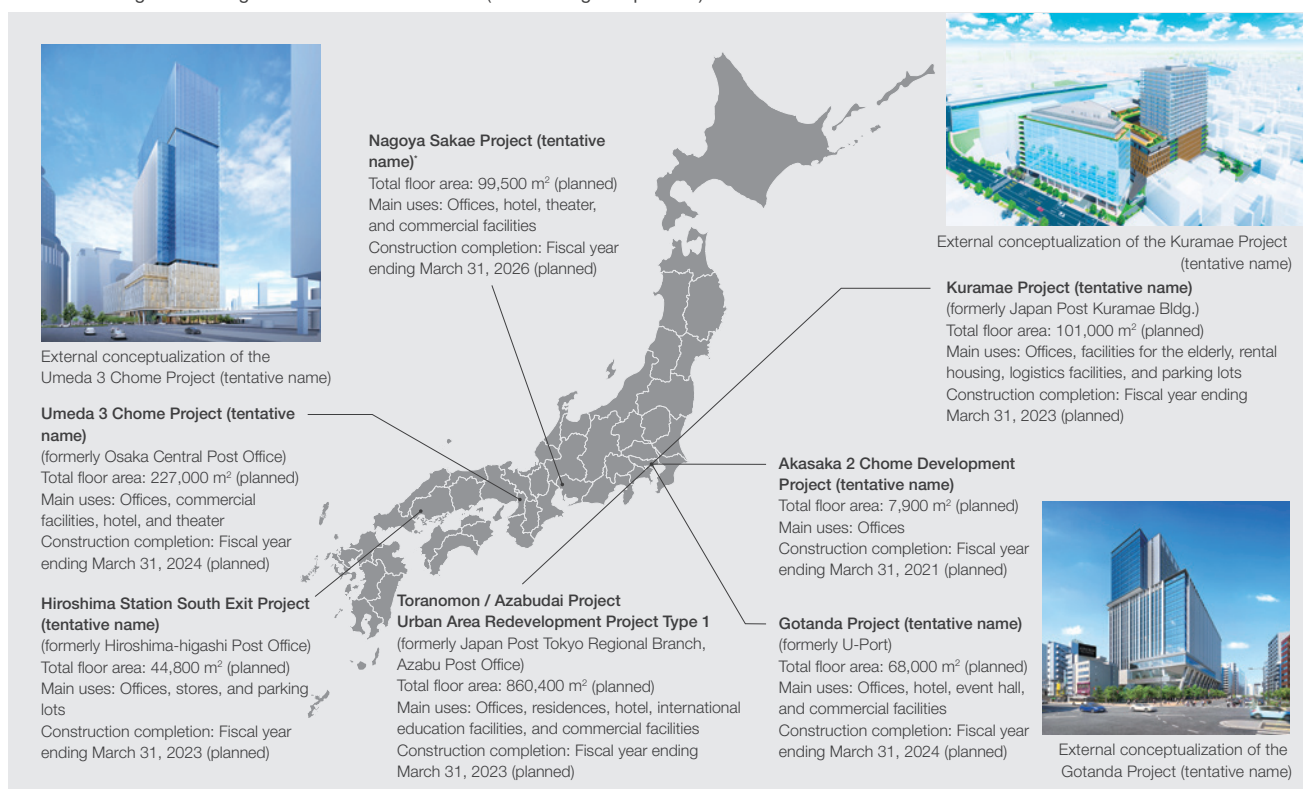 Nagoya Sakae Project (tentative
name)*
Total floor area: 99,500 m² (planned)
Main uses: Offices, hotel, theater,
and commercial facilities
Construction completion: Fiscal year
ending March 31, 2026 (planned)
External conceptualization of the Kuramae Project
(tentative name)
Kuramae Project (tentative name)
(formerly Japan Post Kuramae Bldg.)
Total floor area: 101,000 m² (planned)
Main uses: Offices, facilities for the elderly, rental
housing, logistics facilities, and parking lots
Construction completion: Fiscal year ending
March 31, 2023 (planned)
External conceptualization of the
Umeda 3 Chome Project (tentative name)
Umeda 3 Chome Project (tentative
name)
(formerly Osaka Central Post Office)
Total floor area: 227,000 m² (planned)
Main uses: Offices, commercial
facilities, hotel, and theater
Construction completion: Fiscal year
ending March 31, 2024 (planned)
Hiroshima Station South Exit Project
(tentative name)
(formerly Hiroshima-higashi Post Office)
Total floor area: 44,800 m² (planned)
Main uses: Offices, stores, and parking
lots
Construction completion: Fiscal year
ending March 31, 2023 (planned)
Toranomon / Azabudai Project
Urban Area Redevelopment Project Type 1
(formerly Japan Post Tokyo Regional Branch,
Azabu Post Office)
Total floor area: 860,400 m² (planned)
Main uses: Offices, residences, hotel, international
education facilities, and commercial facilities
Construction completion: Fiscal year ending
March 31, 2023 (planned)
Akasaka 2 Chome Development
Project (tentative name)
Total floor area: 7,900 m² (planned)
Main uses: Offices
Construction completion: Fiscal year
ending March 31, 2021 (planned)
Gotanda Project (tentative name)
(formerly U-Port)
Total floor area: 68,000 m² (planned)
Main uses: Offices, hotel, event hall,
and commercial facilities
Construction completion: Fiscal year
ending March 31, 2024 (planned)
External conceptualization of the
Gotanda Project (tentative name)